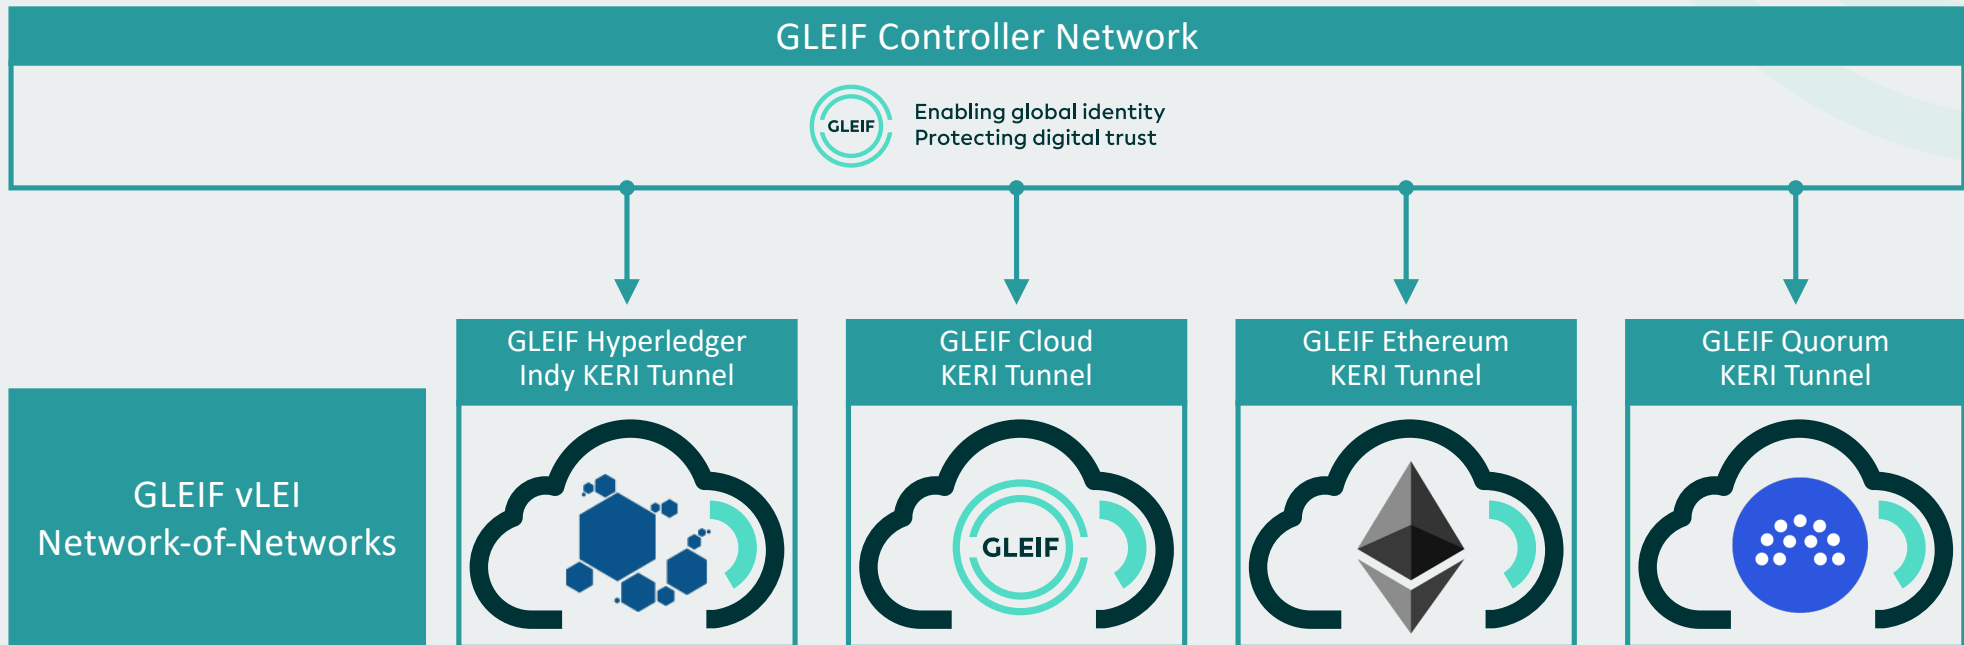 GLEIF Controller Network
GLEIF
Enabling global identity
Protecting digital trust
GLEIF Hyperledger
Indy KERI Tunnel
GLEIF Cloud
KERI Tunnel
GLEIF Ethereum
KERI Tunnel
GLEIF Quorum
KERI Tunnel
GLEIF vLEI
Network-of-Networks
GLEIF